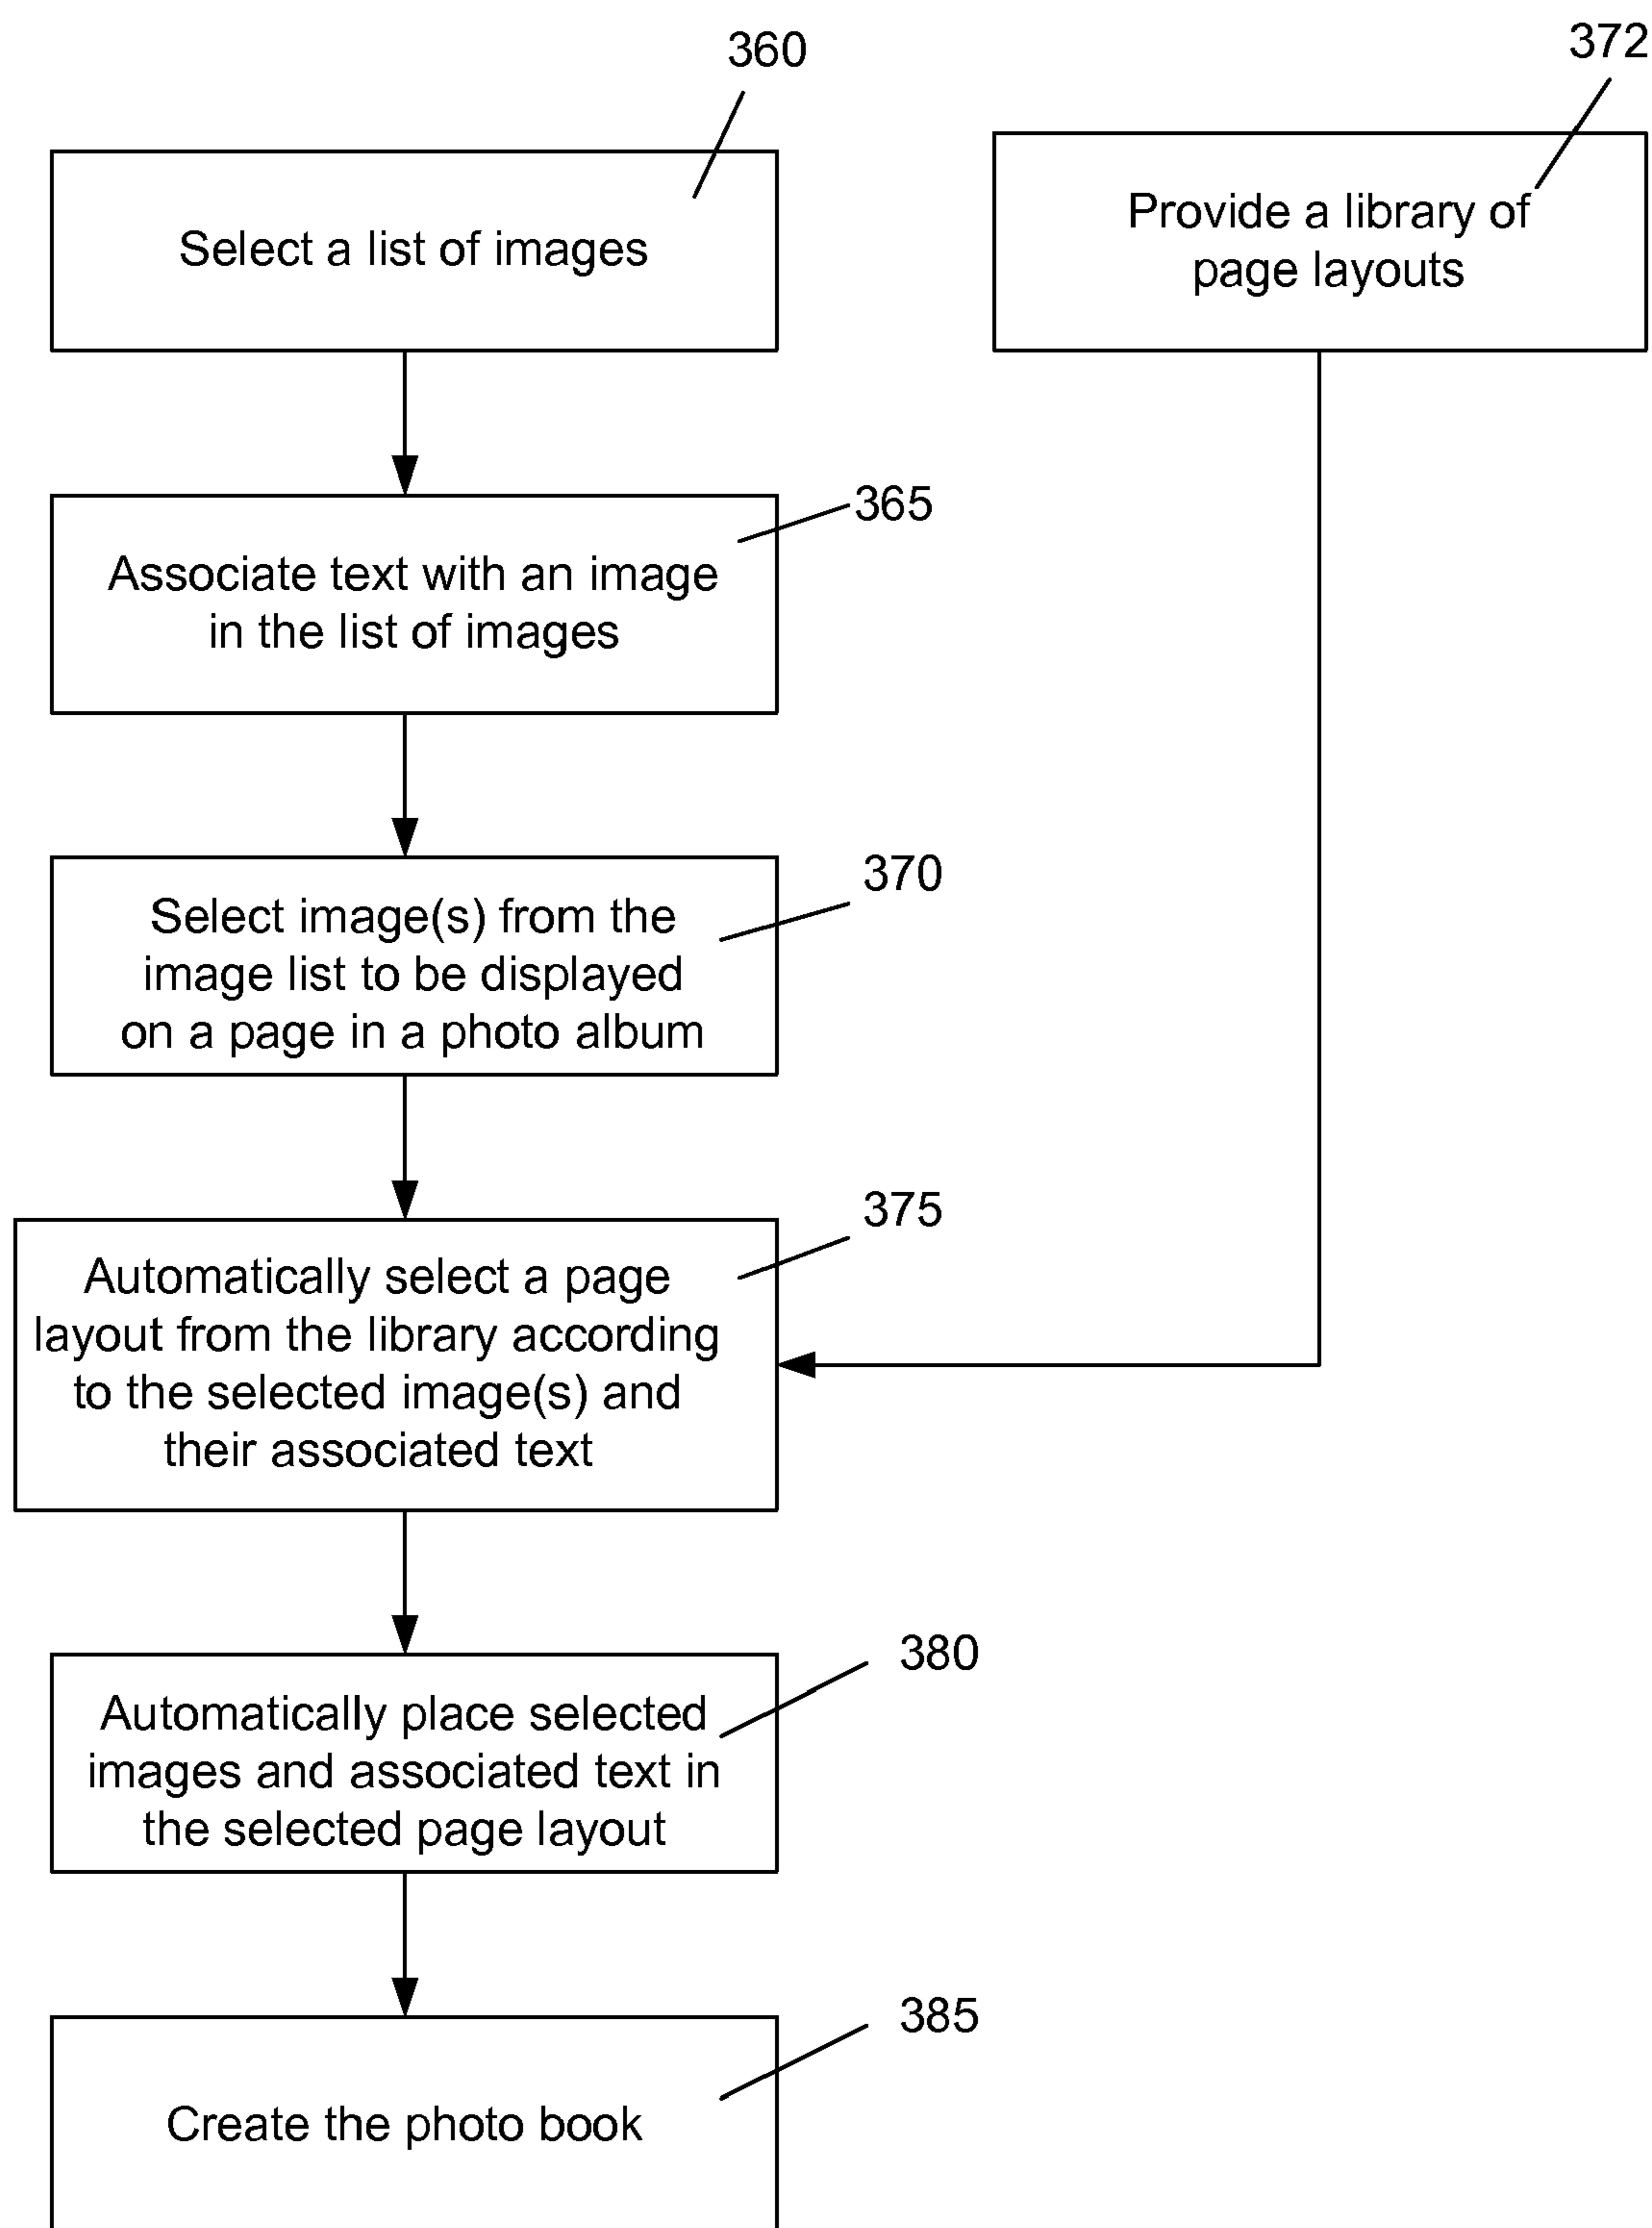 360
372
Select a list of images
Provide a library of
page layouts
365
Associate text with an image
in the list of images
370
Select image(s) from the
image list to be displayed
on a page in a photo album
375
Automatically select a page
layout from the library according
to the selected image(s) and
their associated text
380
Automatically place selected
images and associated text in
the selected page layout
385
Create the photo book